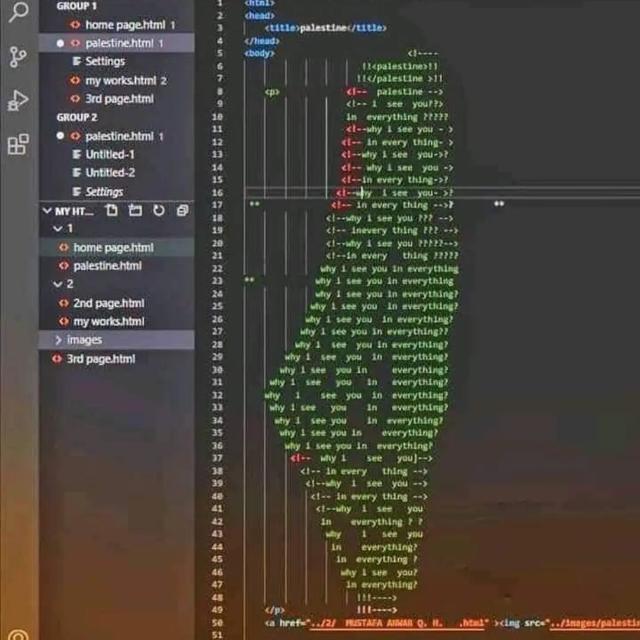 GROUP 1
home page.html 1
palestine.html 1
Settings
my works.html 2
3rd page.html
GROUP 2
palestine.html 1
Untitled-1
Untitled-2
Settings
MY HT...
1
home page.html
palestine.html
2
2nd page.html
my works.html
images
3rd page.html
1 <html>
2 <head>
3 <title>palestine</title>
4 </head>
5 <body> <!----
6 !!<palestine>!!
7 !!</palestine >!!
8 <p> <!-- palestine -->
9 <!-- i see you??>
10 in everything ?????
11 <!--why i see you - >
12 <!-- in every thing- >
13 <!--why i see you->?
14 <!-- why i see you->
15 <!--in every thing->?
16 <!--why i see you- >?
17 ** <!-- in every thing -->? **
18 <!--why i see you ??? -->
19 <!-- inevery thing ??? -->
20 <!--why i see you ?????-->
21 <!--in every thing ?????
22 why i see you in everything
23 ** why i see you in everything
24 why i see you in everything?
25 why i see you in everything?
26 why i see you in everything?
27 why i see you in everything??
28 why i see you in everything?
29 why i see you in everything?
30 why i see you in everything?
31 why i see you in everything?
32 why i see you in everything?
33 why i see you in everything?
34 why i see you in everything?
35 why i see you in everything?
36 why i see you in everything?
37 <!-- why i see you]-->
38 <!-- in every thing -->
39 <!--why i see you -->
40 <!-- in every thing -->
41 <!--why i see you
42 in everything ? ?
43 why i see you
44 in everything?
45 in everything ?
46 why i see you?
47 in everything?
48 !!!---->
49 </p> !!!---->
50 <a href="../2/ MUSTAFA ANWAR Q. H. .html" ><img src="../images/palesti
51